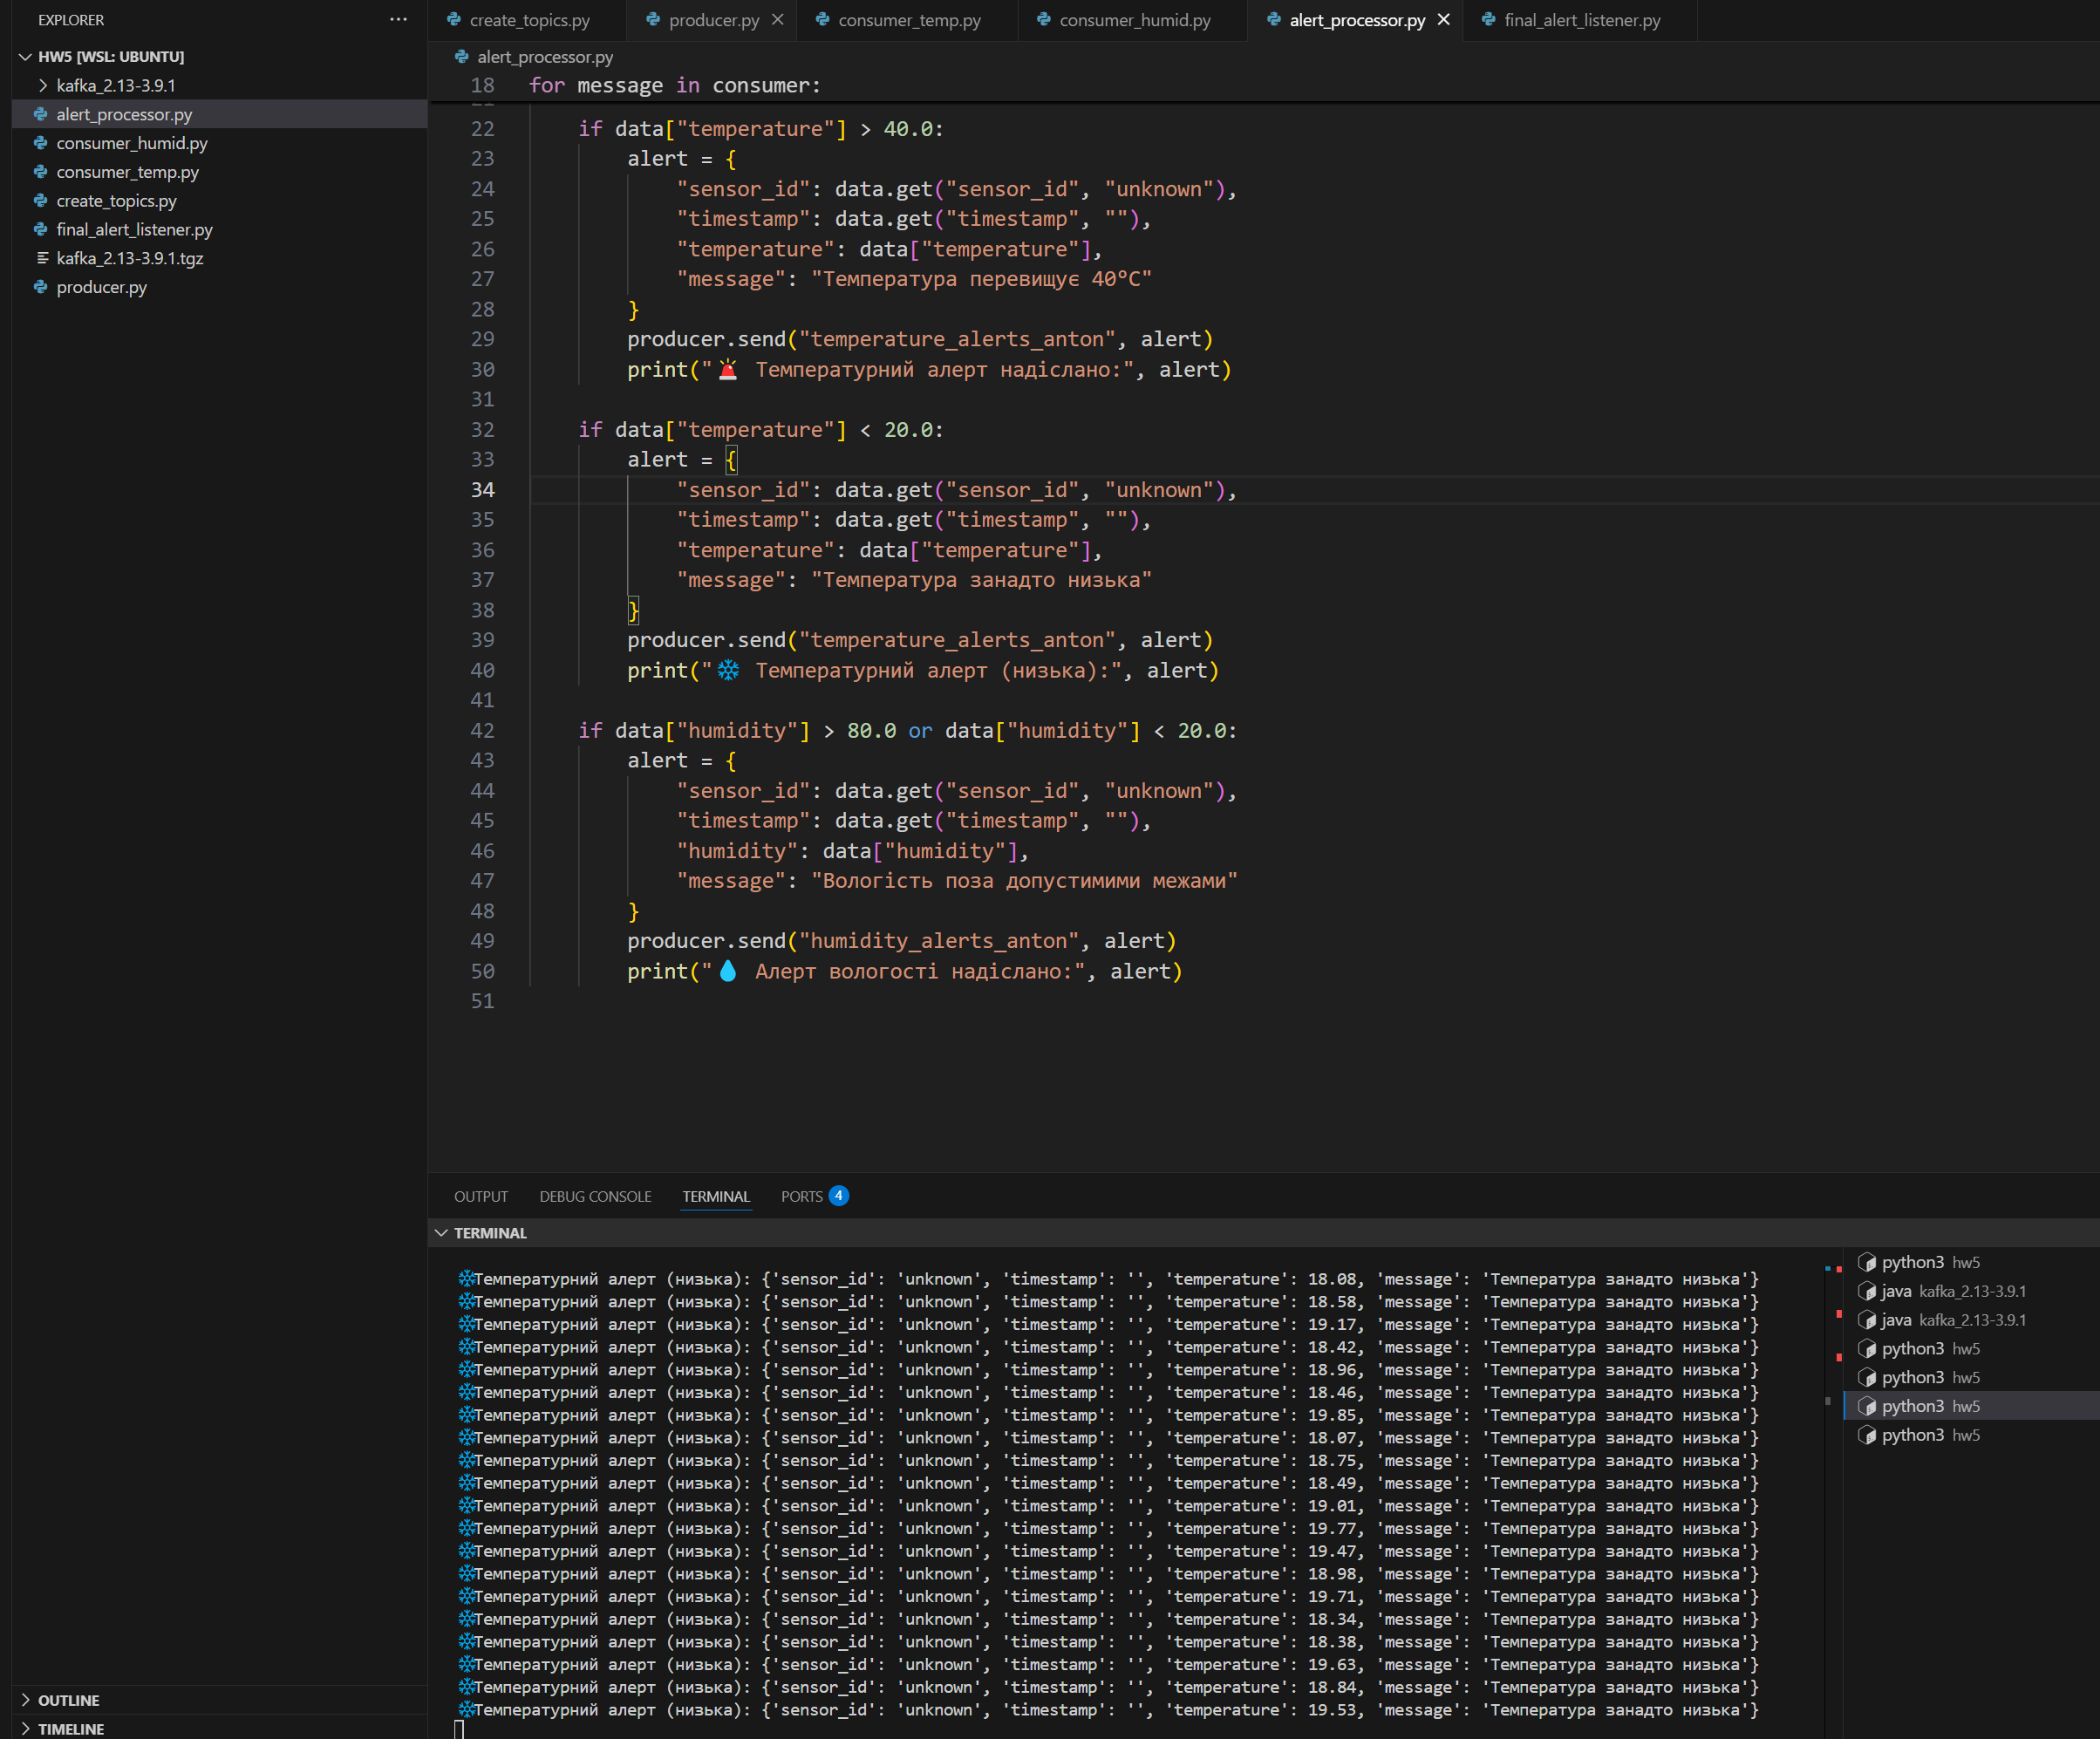 EXPLORER
HW5 [WSL: UBUNTU]
kafka_2.13-3.9.1
alert_processor.py
consumer_humid.py
consumer_temp.py
create_topics.py
final_alert_listener.py
kafka_2.13-3.9.1.tgz
producer.py
OUTLINE
TIMELINE
create_topics.py producer.py consumer_temp.py consumer_humid.py alert_processor.py final_alert_listener.py
alert_processor.py
18 for message in consumer:
21
22 if data["temperature"] > 40.0:
23 alert = {
24 "sensor_id": data.get("sensor_id", "unknown"),
25 "timestamp": data.get("timestamp", ""),
26 "temperature": data["temperature"],
27 "message": "Температура перевищує 40°C"
28 }
29 producer.send("temperature_alerts_anton", alert)
30 print("🚨 Температурний алерт надіслано:", alert)
31
32 if data["temperature"] < 20.0:
33 alert = {
34 "sensor_id": data.get("sensor_id", "unknown"),
35 "timestamp": data.get("timestamp", ""),
36 "temperature": data["temperature"],
37 "message": "Температура занадто низька"
38 }
39 producer.send("temperature_alerts_anton", alert)
40 print("❄️ Температурний алерт (низька):", alert)
41
42 if data["humidity"] > 80.0 or data["humidity"] < 20.0:
43 alert = {
44 "sensor_id": data.get("sensor_id", "unknown"),
45 "timestamp": data.get("timestamp", ""),
46 "humidity": data["humidity"],
47 "message": "Вологість поза допустимими межами"
48 }
49 producer.send("humidity_alerts_anton", alert)
50 print("💧 Алерт вологості надіслано:", alert)
51
OUTPUT DEBUG CONSOLE TERMINAL PORTS 4
TERMINAL
❄️Температурний алерт (низька): {'sensor_id': 'unknown', 'timestamp': '', 'temperature': 18.08, 'message': 'Температура занадто низька'}
❄️Температурний алерт (низька): {'sensor_id': 'unknown', 'timestamp': '', 'temperature': 18.58, 'message': 'Температура занадто низька'}
❄️Температурний алерт (низька): {'sensor_id': 'unknown', 'timestamp': '', 'temperature': 19.17, 'message': 'Температура занадто низька'}
❄️Температурний алерт (низька): {'sensor_id': 'unknown', 'timestamp': '', 'temperature': 18.42, 'message': 'Температура занадто низька'}
❄️Температурний алерт (низька): {'sensor_id': 'unknown', 'timestamp': '', 'temperature': 18.96, 'message': 'Температура занадто низька'}
❄️Температурний алерт (низька): {'sensor_id': 'unknown', 'timestamp': '', 'temperature': 18.46, 'message': 'Температура занадто низька'}
❄️Температурний алерт (низька): {'sensor_id': 'unknown', 'timestamp': '', 'temperature': 19.85, 'message': 'Температура занадто низька'}
❄️Температурний алерт (низька): {'sensor_id': 'unknown', 'timestamp': '', 'temperature': 18.07, 'message': 'Температура занадто низька'}
❄️Температурний алерт (низька): {'sensor_id': 'unknown', 'timestamp': '', 'temperature': 18.75, 'message': 'Температура занадто низька'}
❄️Температурний алерт (низька): {'sensor_id': 'unknown', 'timestamp': '', 'temperature': 18.49, 'message': 'Температура занадто низька'}
❄️Температурний алерт (низька): {'sensor_id': 'unknown', 'timestamp': '', 'temperature': 19.01, 'message': 'Температура занадто низька'}
❄️Температурний алерт (низька): {'sensor_id': 'unknown', 'timestamp': '', 'temperature': 19.77, 'message': 'Температура занадто низька'}
❄️Температурний алерт (низька): {'sensor_id': 'unknown', 'timestamp': '', 'temperature': 19.47, 'message': 'Температура занадто низька'}
❄️Температурний алерт (низька): {'sensor_id': 'unknown', 'timestamp': '', 'temperature': 18.98, 'message': 'Температура занадто низька'}
❄️Температурний алерт (низька): {'sensor_id': 'unknown', 'timestamp': '', 'temperature': 19.71, 'message': 'Температура занадто низька'}
❄️Температурний алерт (низька): {'sensor_id': 'unknown', 'timestamp': '', 'temperature': 18.34, 'message': 'Температура занадто низька'}
❄️Температурний алерт (низька): {'sensor_id': 'unknown', 'timestamp': '', 'temperature': 18.38, 'message': 'Температура занадто низька'}
❄️Температурний алерт (низька): {'sensor_id': 'unknown', 'timestamp': '', 'temperature': 19.63, 'message': 'Температура занадто низька'}
❄️Температурний алерт (низька): {'sensor_id': 'unknown', 'timestamp': '', 'temperature': 18.84, 'message': 'Температура занадто низька'}
❄️Температурний алерт (низька): {'sensor_id': 'unknown', 'timestamp': '', 'temperature': 19.53, 'message': 'Температура занадто низька'}
python3 hw5
java kafka_2.13-3.9.1
java kafka_2.13-3.9.1
python3 hw5
python3 hw5
python3 hw5
python3 hw5